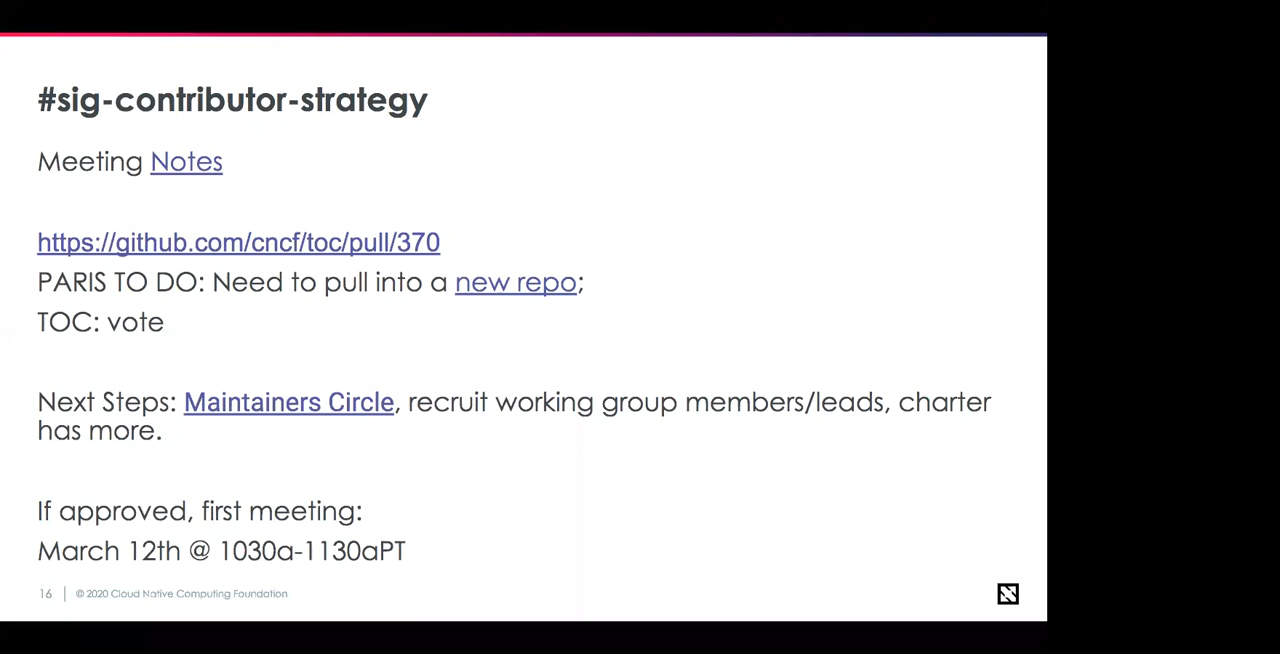 #sig-contributor-strategy
Meeting Notes
https://github.com/cncf/toc/pull/370
PARIS TO DO: Need to pull into a new repo;
TOC: vote
Next Steps: Maintainers Circle, recruit working group members/leads, charter
has more.
If approved, first meeting:
March 12th @ 1030a-1130aPT
16 | © 2020 Cloud Native Computing Foundation